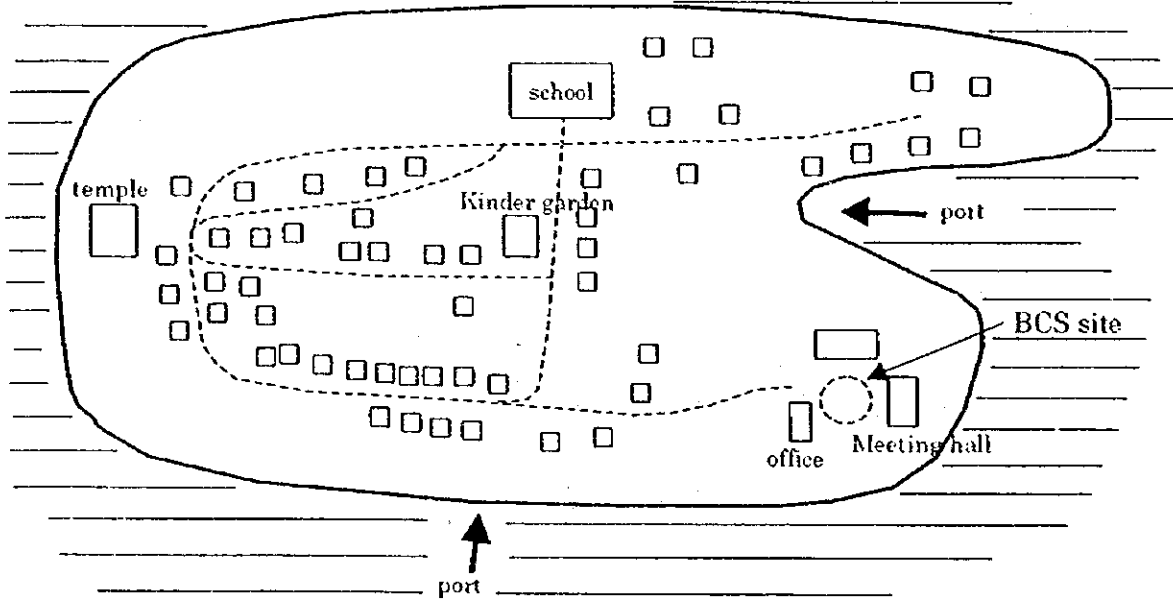 school
temple
Kinder garden
port
BCS site
Meeting hall
office
port